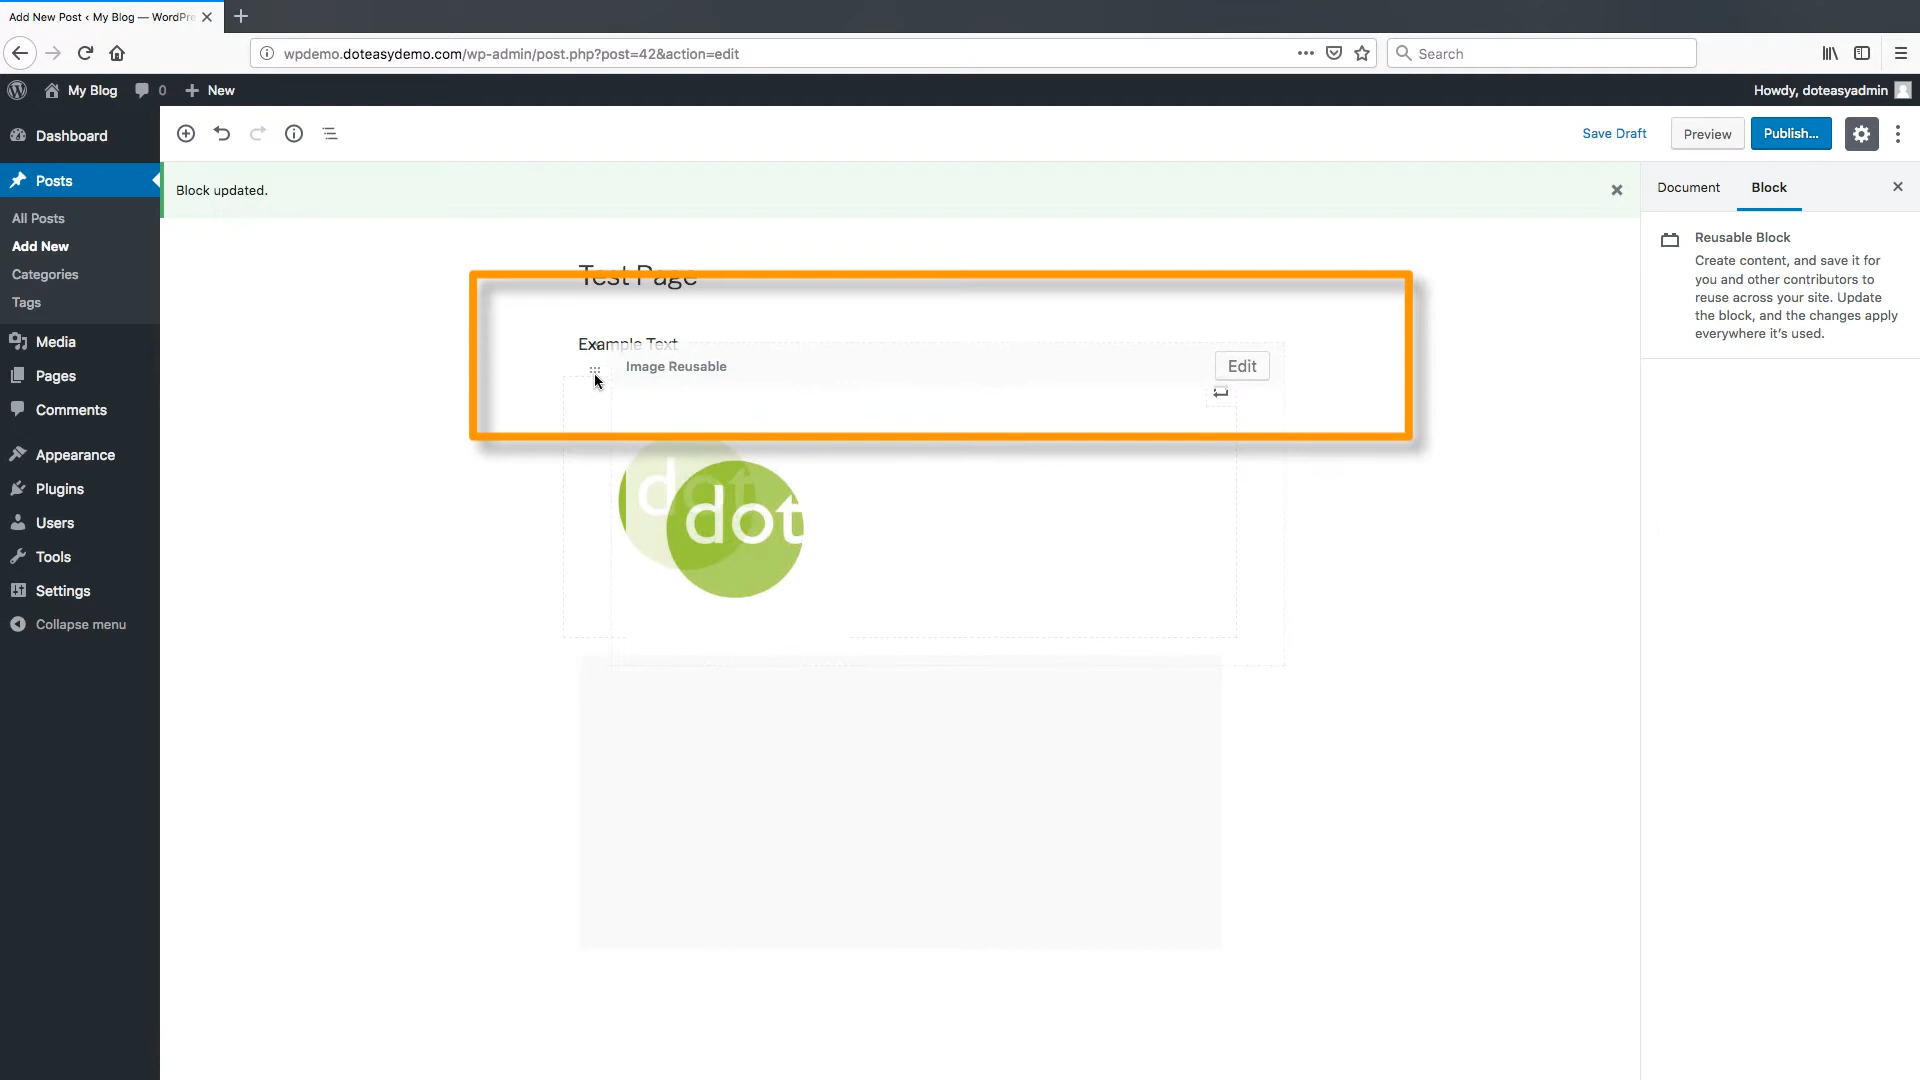 Add New Post ‹ My Blog — WordPre
wpdemo.doteasydemo.com/wp-admin/post.php?post=42&action=edit
Search
My Blog
0
New
Howdy, doteasyadmin
Dashboard
Posts
All Posts
Add New
Categories
Tags
Media
Pages
Comments
Appearance
Plugins
Users
Tools
Settings
Collapse menu
Save Draft
Preview
Publish...
Block updated.
Document
Block
Reusable Block
Create content, and save it for
you and other contributors to
reuse across your site. Update
the block, and the changes apply
everywhere it's used.
Test Page
Example Text
Image Reusable
Edit
dot
dot